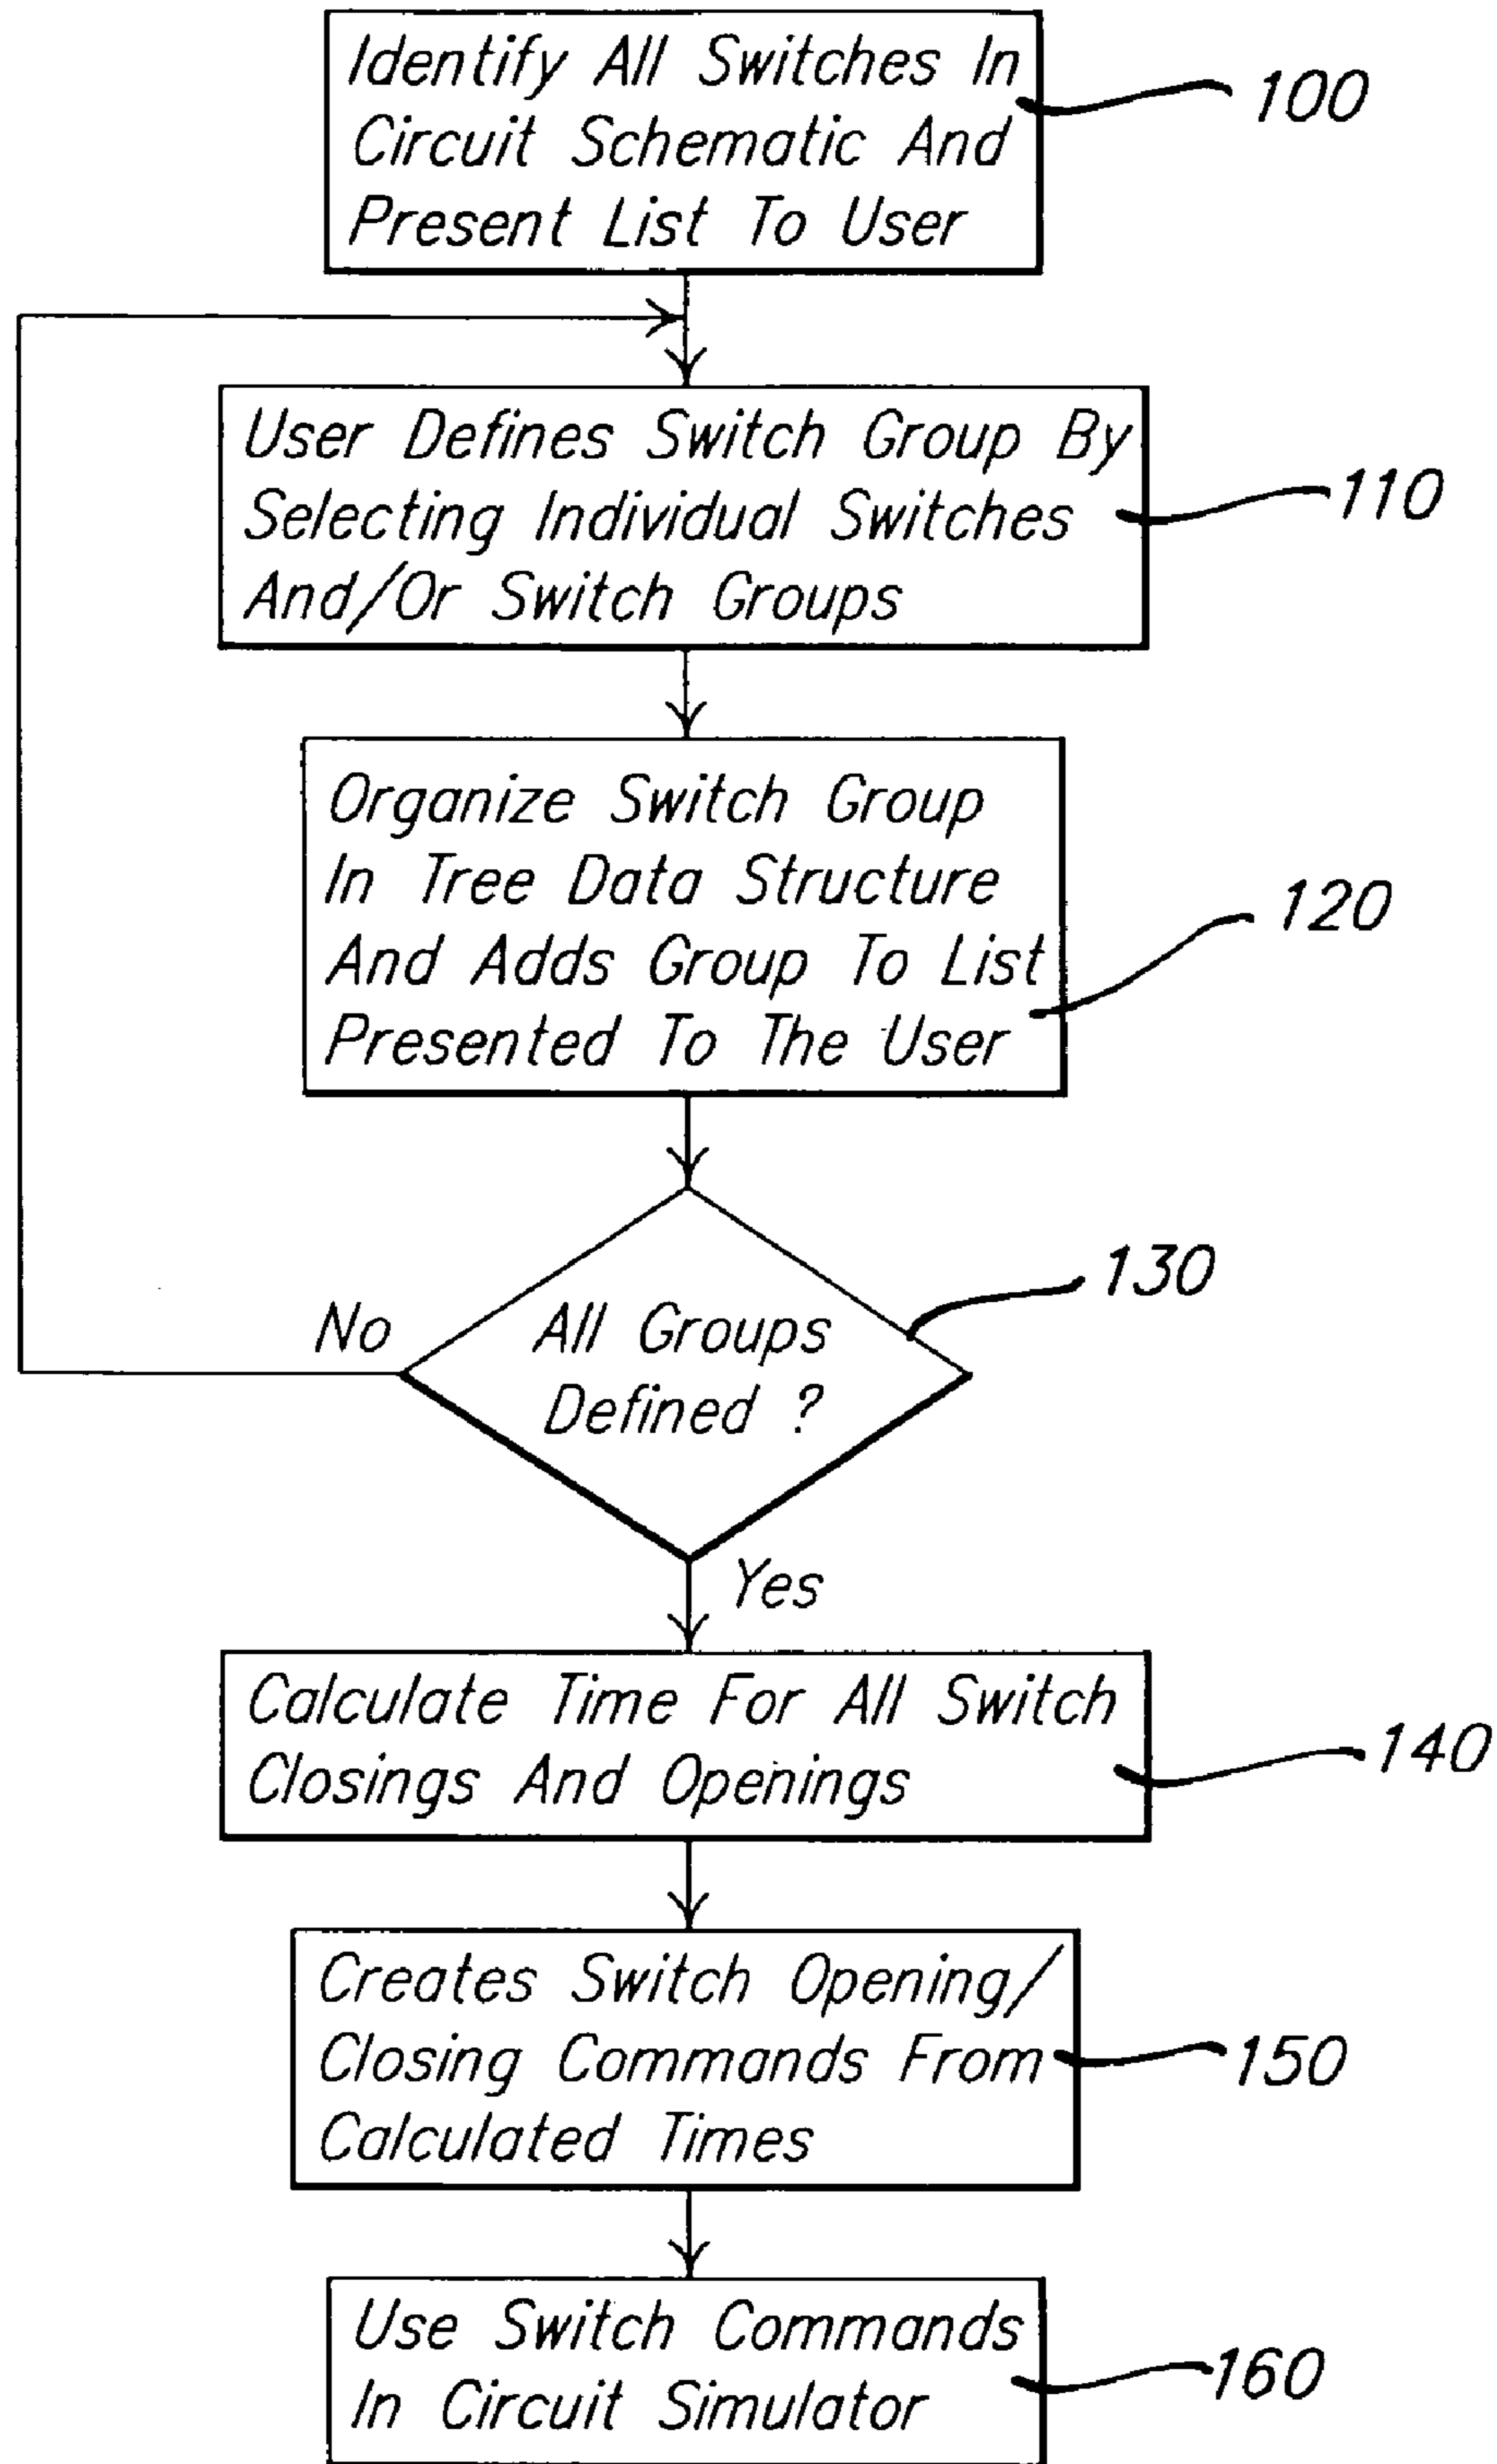 Identify All Switches In
Circuit Schematic And
Present List To User
100
User Defines Switch Group By
Selecting Individual Switches
And/Or Switch Groups
110
Organize Switch Group
In Tree Data Structure
And Adds Group To List
Presented To The User
120
130
No
All Groups
Defined ?
Yes
Calculate Time For All Switch
Closings And Openings
140
Creates Switch Opening/
Closing Commands From
Calculated Times
150
Use Switch Commands
In Circuit Simulator
160